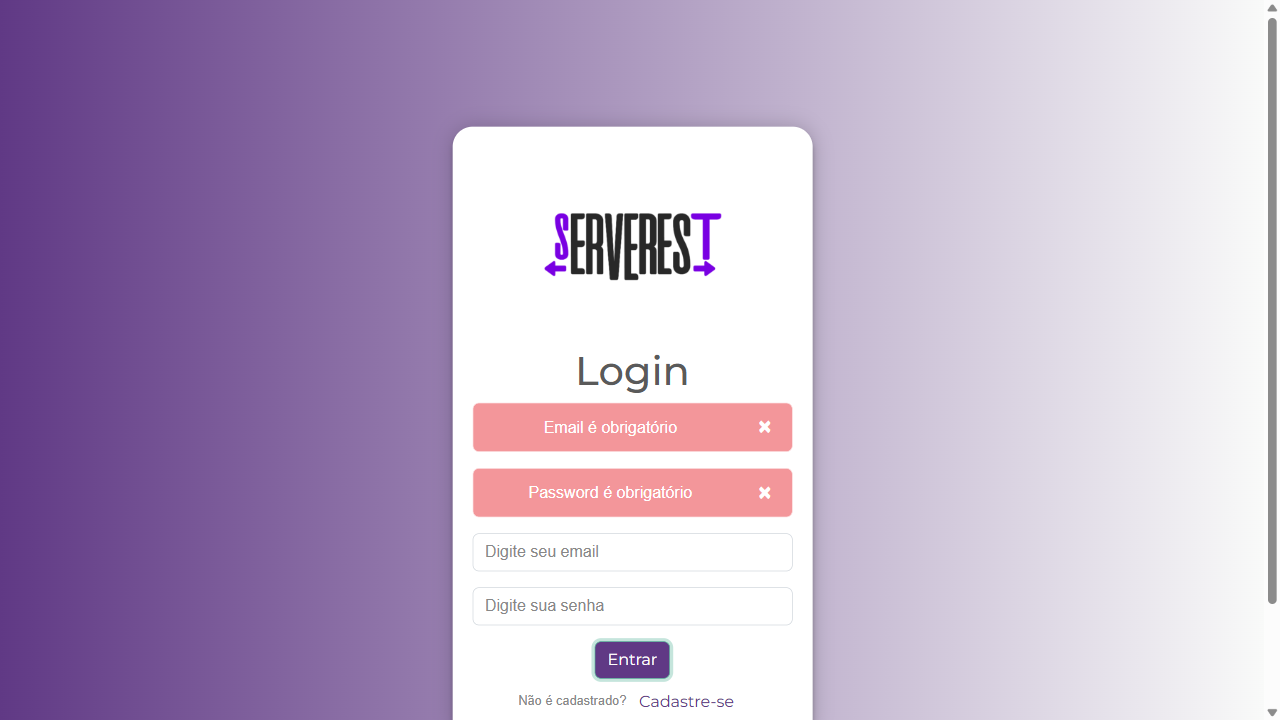 SERVEREST
Login
Email é obrigatório
Password é obrigatório
Digite seu email
Digite sua senha
Entrar
Não é cadastrado? Cadastre-se